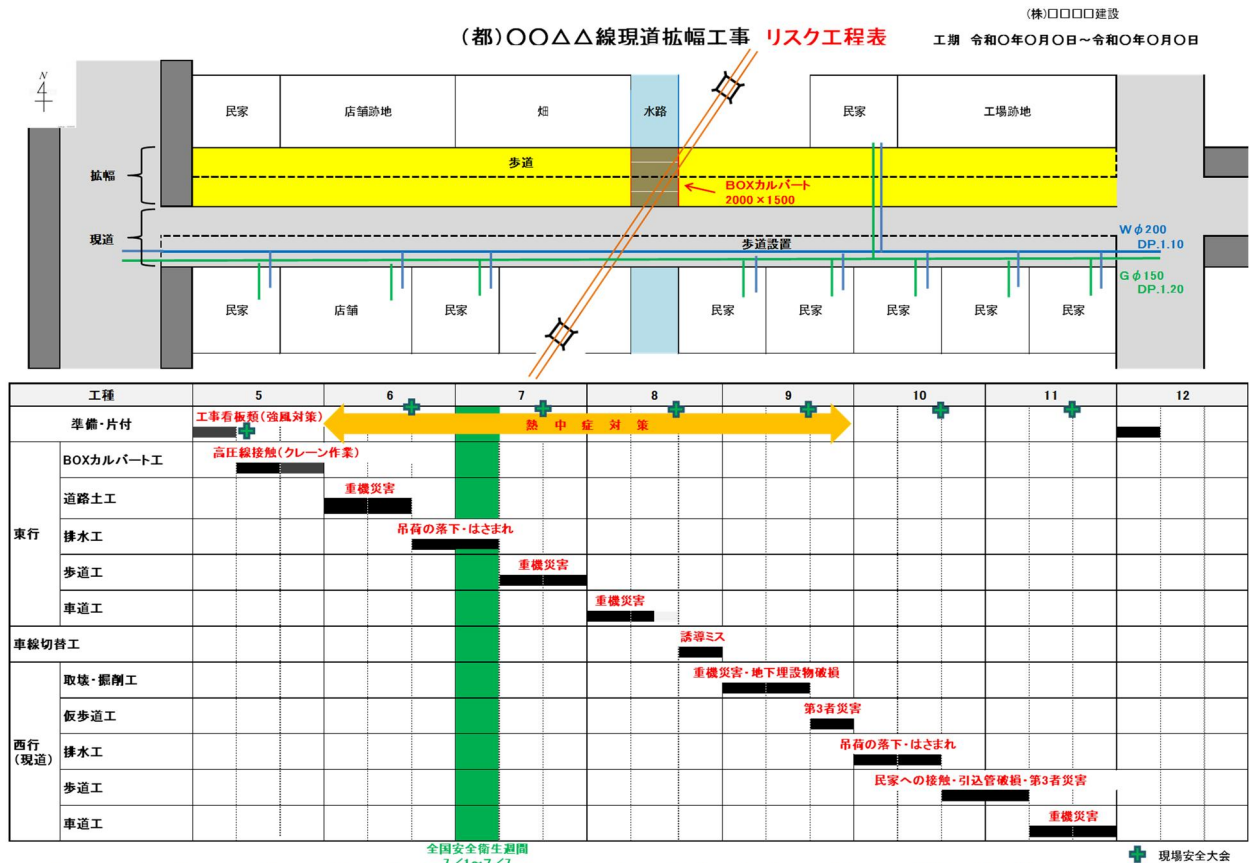 (株)□□□□建設
(都)〇〇△△線現道拡幅工事 リスク工程表
工期 令和〇年〇月〇日~令和〇年〇月〇日
N
4
民家
店舗跡地
畑
水路
民家
工場跡地
歩道
拡幅
BOXカルバート
2000×1500
現道
歩道設置
Wφ200
DP.1.10
Gφ150
DP.1.20
民家
店舗
民家
民家
民家
民家
民家
民家
工種 5 6 7 8 9 10 11 12
準備・片付
工事看板類(強風対策)
熱中症対策
東行
BOXカルバート工
高圧線接触(クレーン作業)
道路土工
重機災害
排水工
吊荷の落下・はさまれ
歩道工
重機災害
車道工
重機災害
車線切替工
誘導ミス
西行
(現道)
取壊・掘削工
重機災害・地下埋設物破損
仮歩道工
第3者災害
排水工
吊荷の落下・はさまれ
歩道工
民家への接触・引込管破損・第3者災害
車道工
重機災害
全国安全衛生週間
7/1~7/7
現場安全大会